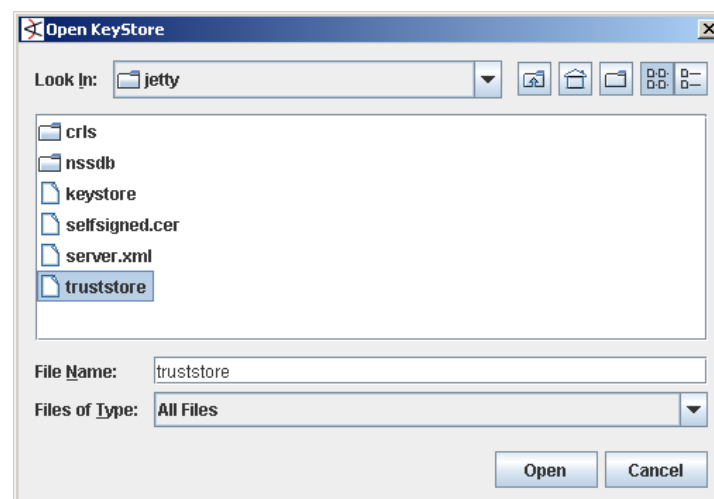 Open KeyStore
Look In: jetty
crls
nssdb
keystore
selfsigned.cer
server.xml
truststore
File Name: truststore
Files of Type: All Files
Open Cancel